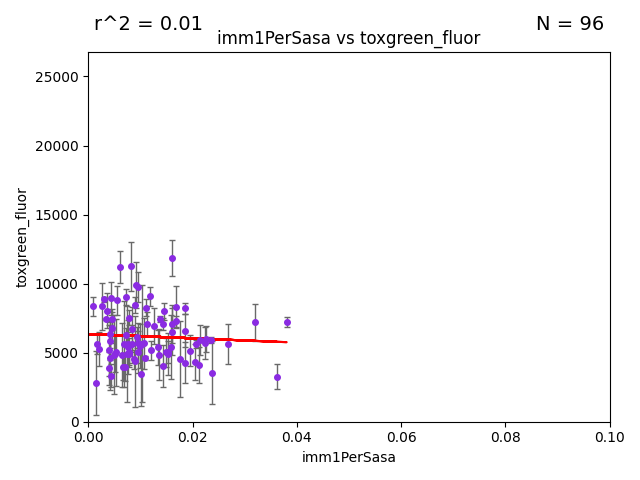 r^2 = 0.01
N = 96
imm1PerSasa vs toxgreen_fluor
25000
20000
15000
10000
5000
0
toxgreen_fluor
0.00
0.02
0.04
0.06
0.08
0.10
imm1PerSasa